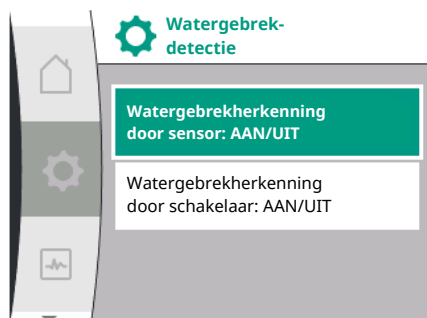 Watergebrek-
detectie
Watergebrekherkenning
door sensor: AAN/UIT
Watergebrekherkenning
door schakelaar: AAN/UIT